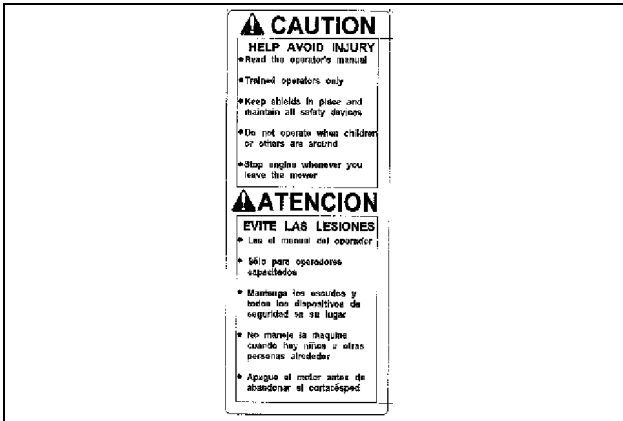 CAUTION
HELP AVOID INJURY
• Read the operator's manual
• Trained operators only
• Keep shields in place and
maintain all safety devices
• Do not operate when children
or others are around
• Stop engine whenever you
leave the mower
ATENCION
EVITE LAS LESIONES
• Lea el manual del operador
• Sólo para operadores
capacitados
• Mantenga los escudos y
todos los dispositivos de
seguridad en su lugar
• No maneje la maquina
cuando hay niños u otras
personas alrededor
• Apague el motor antes de
abandonar el cortacésped